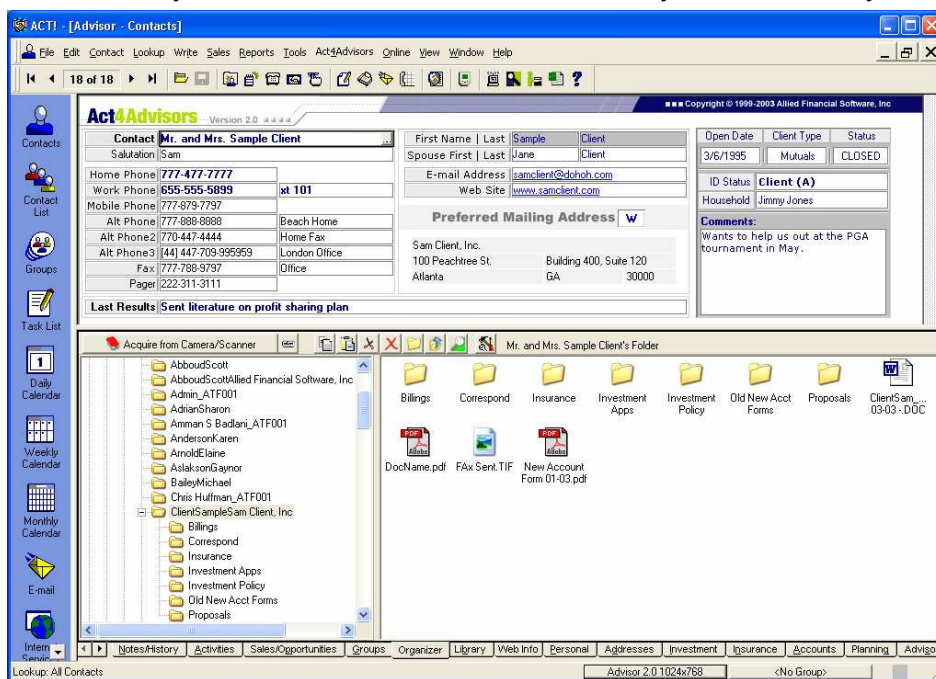 ACT! - [Advisor - Contacts]
File Edit Contact Lookup Write Sales Reports Tools Act4Advisors Online View Window Help
18 of 18
Copyright © 1999-2003 Allied Financial Software, Inc
Act4Advisors Version 2.0
Contact Mr. and Mrs. Sample Client ...
Salutation Sam
Home Phone 777-477-7777
Work Phone 655-555-5899 xt 101
Mobile Phone 777-879-7797
Alt Phone 777-888-8888 Beach Home
Alt Phone2 770-447-4444 Home Fax
Alt Phone3 [44] 447-709-995959 London Office
Fax 777-788-9797 Office
Pager 222-311-3111
Last Results Sent literature on profit sharing plan
First Name | Last Sample Client
Spouse First | Last Jane Client
E-mail Address samclient@dohoh.com
Web Site www.samclient.com
Preferred Mailing Address W
Sam Client, Inc.
100 Peachtree St. Building 400, Suite 120
Atlanta GA 30000
Open Date Client Type Status
3/6/1995 Mutuals CLOSED
ID Status Client (A)
Household Jimmy Jones
Comments:
Wants to help us out at the PGA
tournament in May.
Contacts
Contact
List
Groups
Task List
1
Daily
Calendar
Weekly
Calendar
Monthly
Calendar
E-mail
Intern
Acquire from Camera/Scanner
Mr. and Mrs. Sample Client's Folder
AbboudScott
AbboudScottAllied Financial Software, Inc
Admin_ATF001
AdrianSharon
Amman S Badlani_ATF001
AndersonKaren
ArnoldElaine
AslaksonGaynor
BaileyMichael
Chris Huffman_ATF001
ClientSampleSam Client, Inc
Billings
Correspond
Insurance
Investment Apps
Investment Policy
Old New Acct Forms
Proposals
Billings
Correspond
Insurance
Investment
Apps
Investment
Policy
Old New Acct
Forms
Proposals
ClientSam_...
03-03 -.DOC
DocName.pdf
FAx Sent.TIF
New Account
Form 01-03.pdf
Notes/History Activities Sales/Opportunities Groups Organizer Library Web Info Personal Addresses Investment Insurance Accounts Planning Adviso
Lookup: All Contacts
Advisor 2.0 1024x768
<No Group>